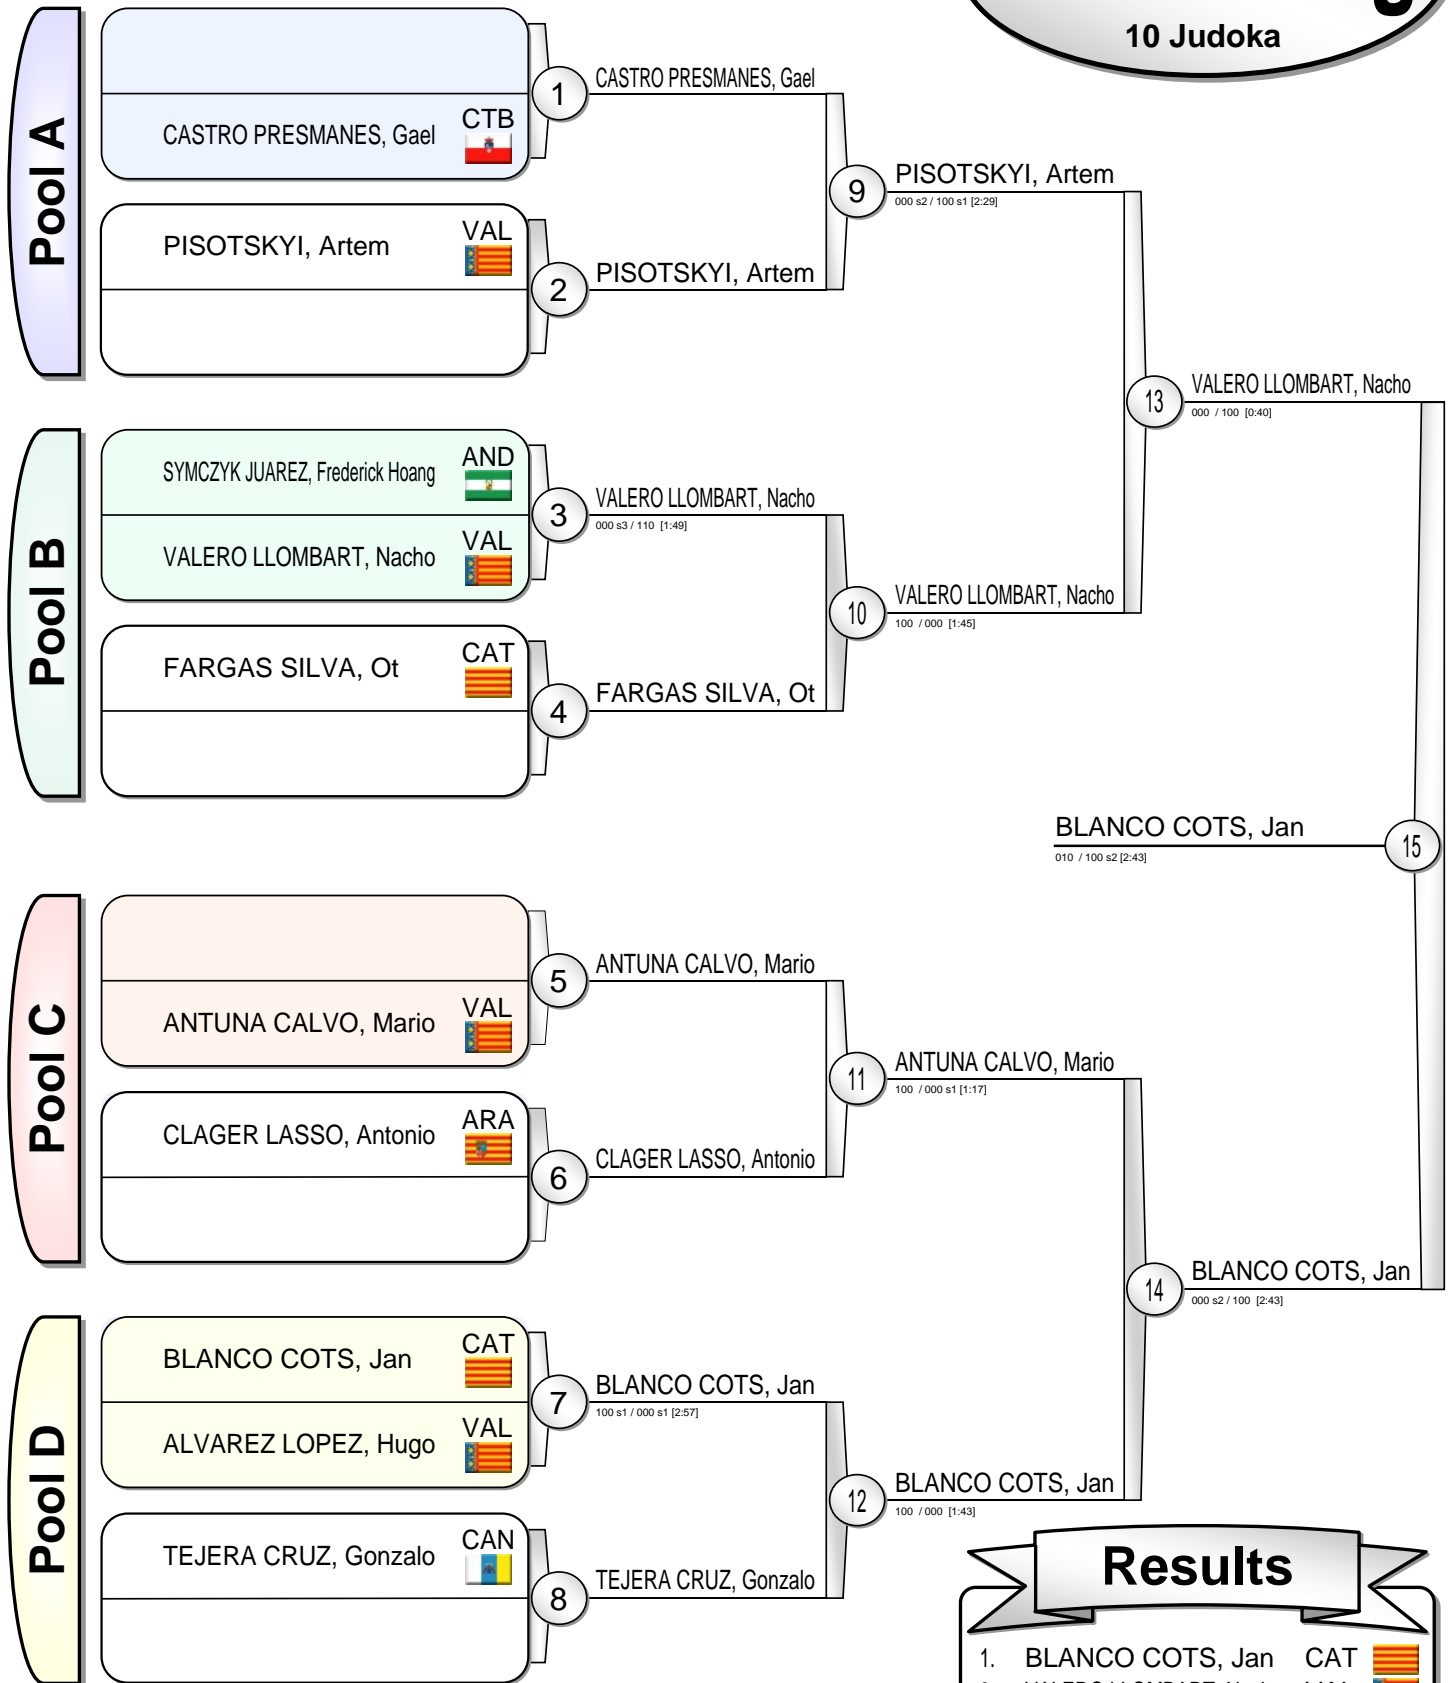 10 Judoka
Pool A
CASTRO PRESMANES, Gael CTB
PISOTSKYI, Artem VAL
1 CASTRO PRESMANES, Gael
2 PISOTSKYI, Artem
9 PISOTSKYI, Artem
000 s2 / 100 s1 [2:29]
Pool B
SYMCZYK JUAREZ, Frederick Hoang AND
VALERO LLOMBART, Nacho VAL
FARGAS SILVA, Ot CAT
3 VALERO LLOMBART, Nacho
000 s3 / 110 [1:49]
4 FARGAS SILVA, Ot
10 VALERO LLOMBART, Nacho
100 / 000 [1:45]
13 VALERO LLOMBART, Nacho
000 / 100 [0:40]
BLANCO COTS, Jan 15
010 / 100 s2 [2:43]
Pool C
ANTUNA CALVO, Mario VAL
CLAGER LASSO, Antonio ARA
5 ANTUNA CALVO, Mario
6 CLAGER LASSO, Antonio
11 ANTUNA CALVO, Mario
100 / 000 s1 [1:17]
14 BLANCO COTS, Jan
000 s2 / 100 [2:43]
Pool D
BLANCO COTS, Jan CAT
ALVAREZ LOPEZ, Hugo VAL
TEJERA CRUZ, Gonzalo CAN
7 BLANCO COTS, Jan
100 s1 / 000 s1 [2:57]
8 TEJERA CRUZ, Gonzalo
12 BLANCO COTS, Jan
100 / 000 [1:43]
Results
1. BLANCO COTS, Jan CAT